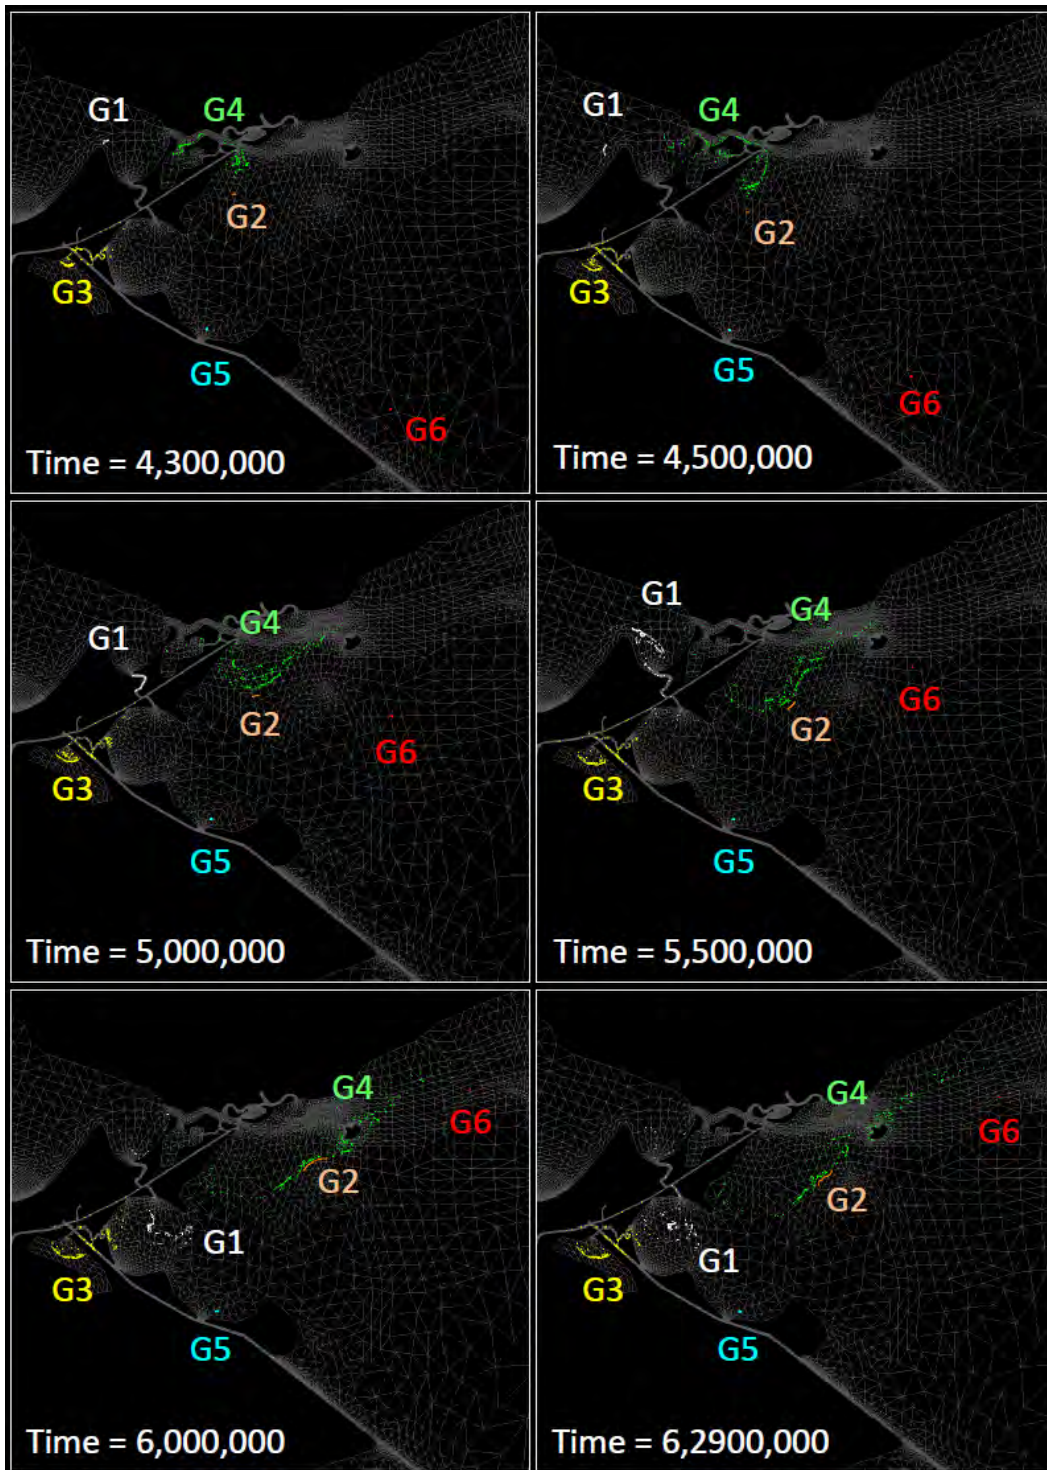 G1
G4
G2
G3
G5
G6
Time = 4,300,000
G1
G4
G2
G3
G5
G6
Time = 4,500,000
G4
G1
G2
G6
G3
G5
Time = 5,000,000
G1
G4
G6
G2
G3
G5
Time = 5,500,000
G4
G6
G2
G1
G3
G5
Time = 6,000,000
G4
G6
G2
G1
G3
G5
Time = 6,2900,000